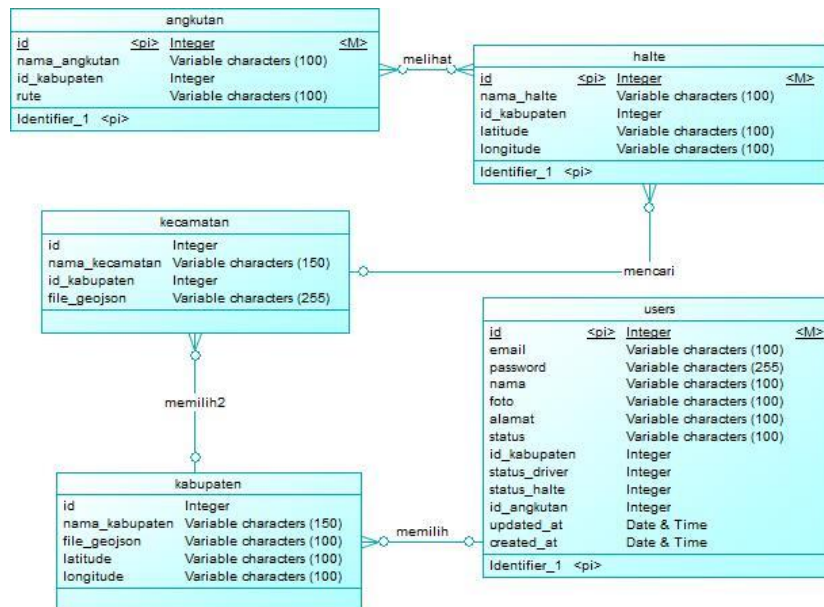 angkutan
id <pi> Integer <M>
nama_angkutan Variable characters (100)
id_kabupaten Integer
rute Variable characters (100)
Identifier_1 <pi>
melihat
halte
id <pi> Integer <M>
nama_halte Variable characters (100)
id_kabupaten Integer
latitude Variable characters (100)
longitude Variable characters (100)
Identifier_1 <pi>
kecamatan
id Integer
nama_kecamatan Variable characters (150)
id_kabupaten Integer
file_geojson Variable characters (255)
mencari
users
id <pi> Integer <M>
email Variable characters (100)
password Variable characters (255)
nama Variable characters (100)
foto Variable characters (100)
alamat Variable characters (100)
status Variable characters (100)
id_kabupaten Integer
status_driver Integer
status_halte Integer
id_angkutan Integer
updated_at Date & Time
created_at Date & Time
Identifier_1 <pi>
memilih2
kabupaten
id Integer
nama_kabupaten Variable characters (150)
file_geojson Variable characters (100)
latitude Variable characters (100)
longitude Variable characters (100)
memilih